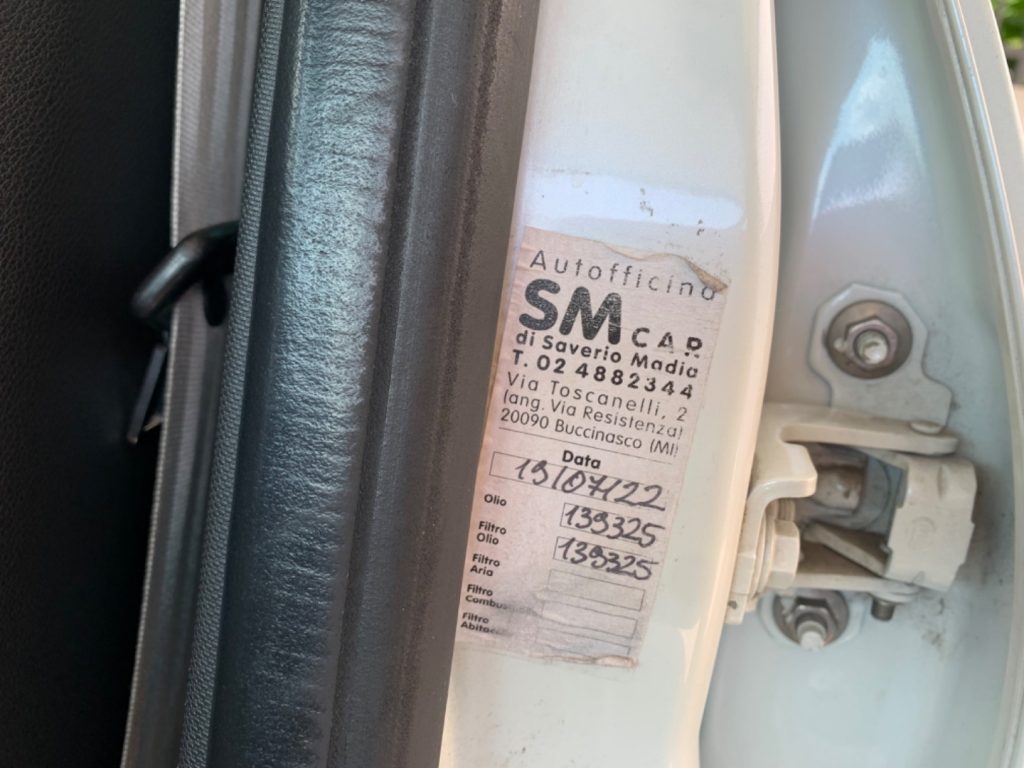 Autofficina
SM CAR
di Saverio Madia
T. 02 4882344
Via Toscanelli, 2
(ang. Via Resistenza)
20090 Buccinasco (MI)
Data
19/07/22
Olio 139325
Filtro
Olio 139325
Filtro
Aria
Filtro
Filtro